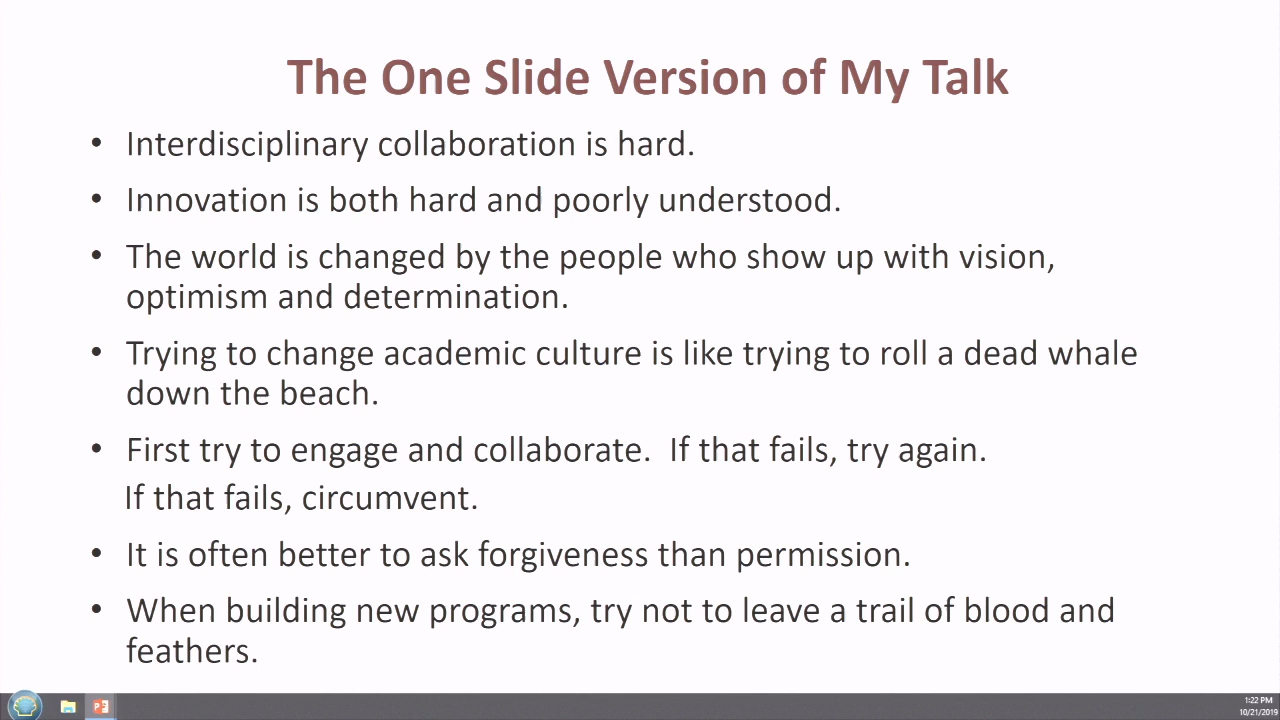 The One Slide Version of My Talk
• Interdisciplinary collaboration is hard.
• Innovation is both hard and poorly understood.
• The world is changed by the people who show up with vision,
optimism and determination.
• Trying to change academic culture is like trying to roll a dead whale
down the beach.
• First try to engage and collaborate.  If that fails, try again.
If that fails, circumvent.
• It is often better to ask forgiveness than permission.
• When building new programs, try not to leave a trail of blood and
feathers.
1:22 PM
10/21/2019